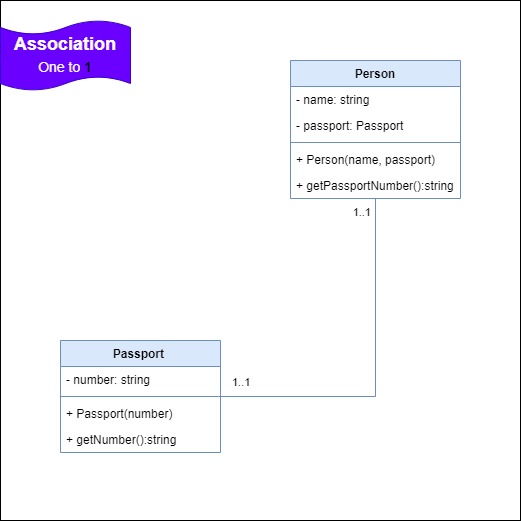 Association
One to 1
Person
- name: string
- passport: Passport
+ Person(name, passport)
+ getPassportNumber():string
1..1
Passport
- number: string
1..1
+ Passport(number)
+ getNumber():string